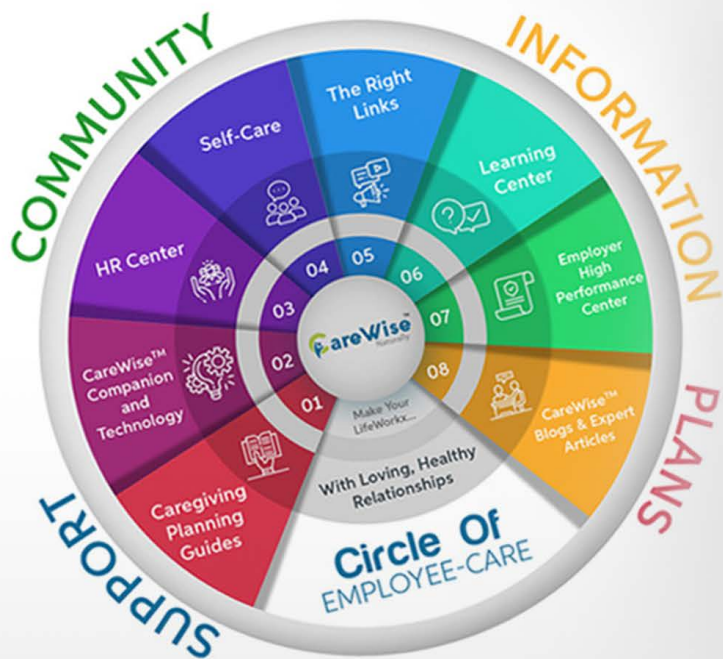 COMMUNITY
INFORMATION
PLANS
SUPPORT
Caregiving
Planning
Guides
01
CareWise™
Companion
and
Technology
02
HR Center
03
Self-Care
04
The Right
Links
05
Learning
Center
06
Employer
High
Performance
Center
07
CareWise™
Blogs & Expert
Articles
08
CareWise™
Naturally
Make Your
LifeWorkx...
With Loving, Healthy
Relationships
Circle Of
EMPLOYEE-CARE